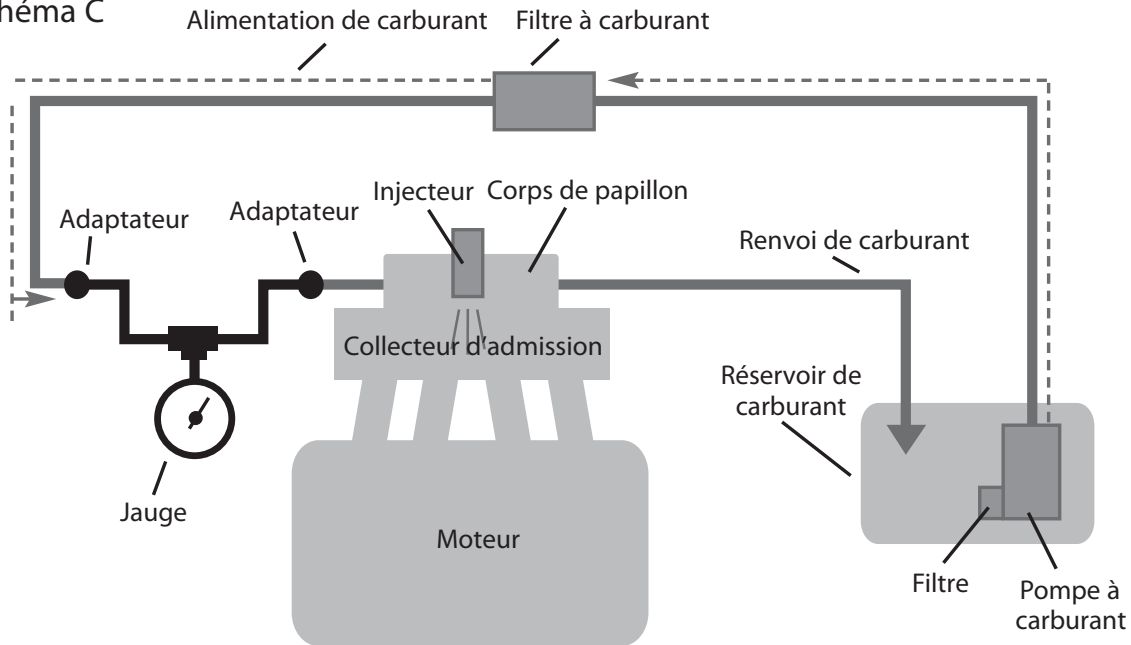 héma C
Alimentation de carburant
Filtre à carburant
Injecteur
Corps de papillon
Adaptateur
Adaptateur
Renvoi de carburant
Collecteur d'admission
Réservoir de
carburant
Jauge
Moteur
Filtre
Pompe à
carburant